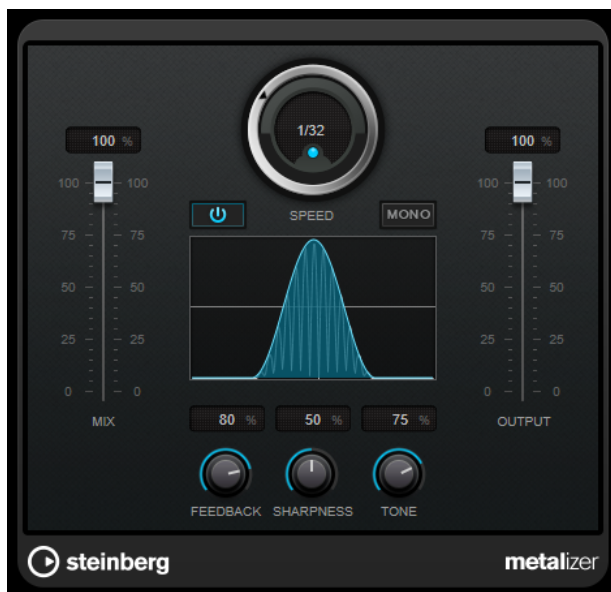 1/32
100 %
100 %
SPEED
MONO
100 100
75 75
50 50
25 25
0 0
MIX
100 100
75 75
50 50
25 25
0 0
OUTPUT
80 %
50 %
75 %
FEEDBACK SHARPNESS TONE
steinberg
metalizer